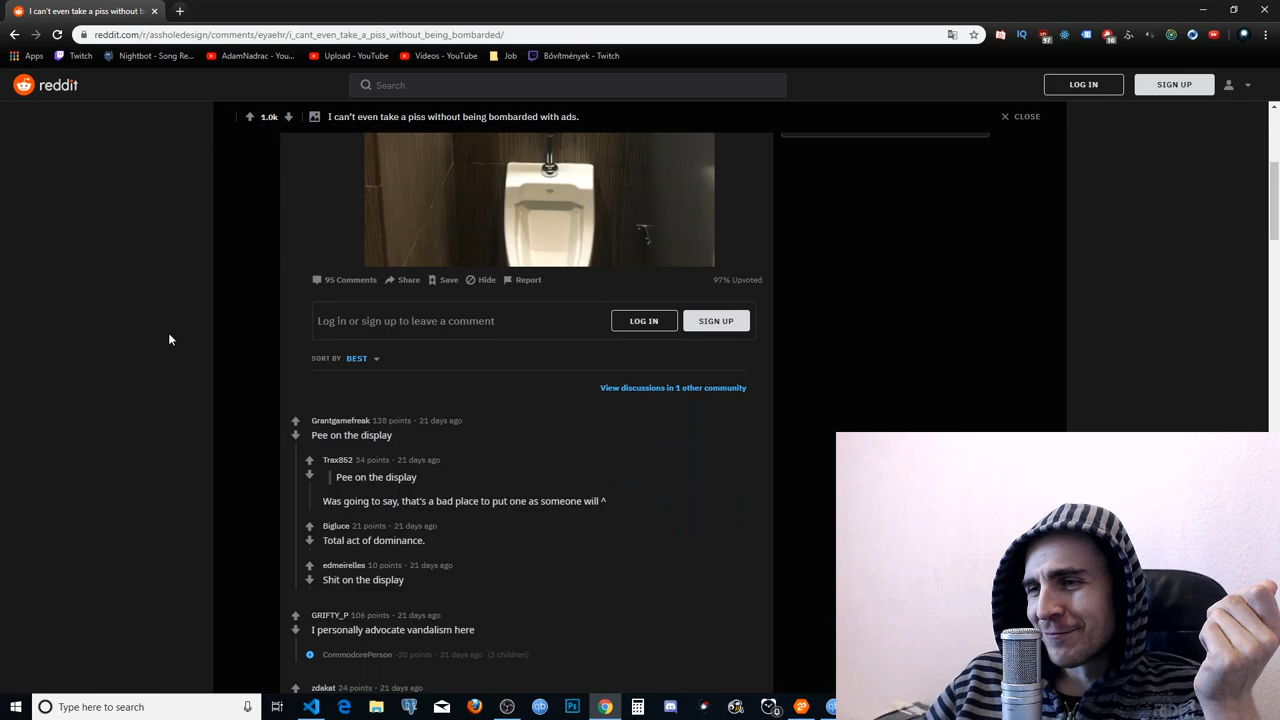 I can't even take a piss without b
reddit.com/r/assholedesign/comments/eyaehr/i_cant_even_take_a_piss_without_being_bombarded/
97
10
Apps
Twitch
Nightbot - Song Re...
AdamNadrac - YouTube
Upload - YouTube
Videos - YouTube
Job
Bővítmények - Twitch
reddit
Search
LOG IN
SIGN UP
1.0k
I can't even take a piss without being bombarded with ads.
CLOSE
95 Comments
Share
Save
Hide
Report
97% Upvoted
Log in or sign up to leave a comment
LOG IN
SIGN UP
SORT BY BEST
View discussions in 1 other community
Grantgamefreak 138 points · 21 days ago
Pee on the display
Trax852 34 points · 21 days ago
Pee on the display
Was going to say, that's a bad place to put one as someone will ^
Bigluce 21 points · 21 days ago
Total act of dominance.
edmeirelles 10 points · 21 days ago
Shit on the display
GRIFTY_P 106 points · 21 days ago
I personally advocate vandalism here
CommodorePerson -20 points · 21 days ago (3 children)
zdakat 24 points · 21 days ago
Type here to search
Ps
0